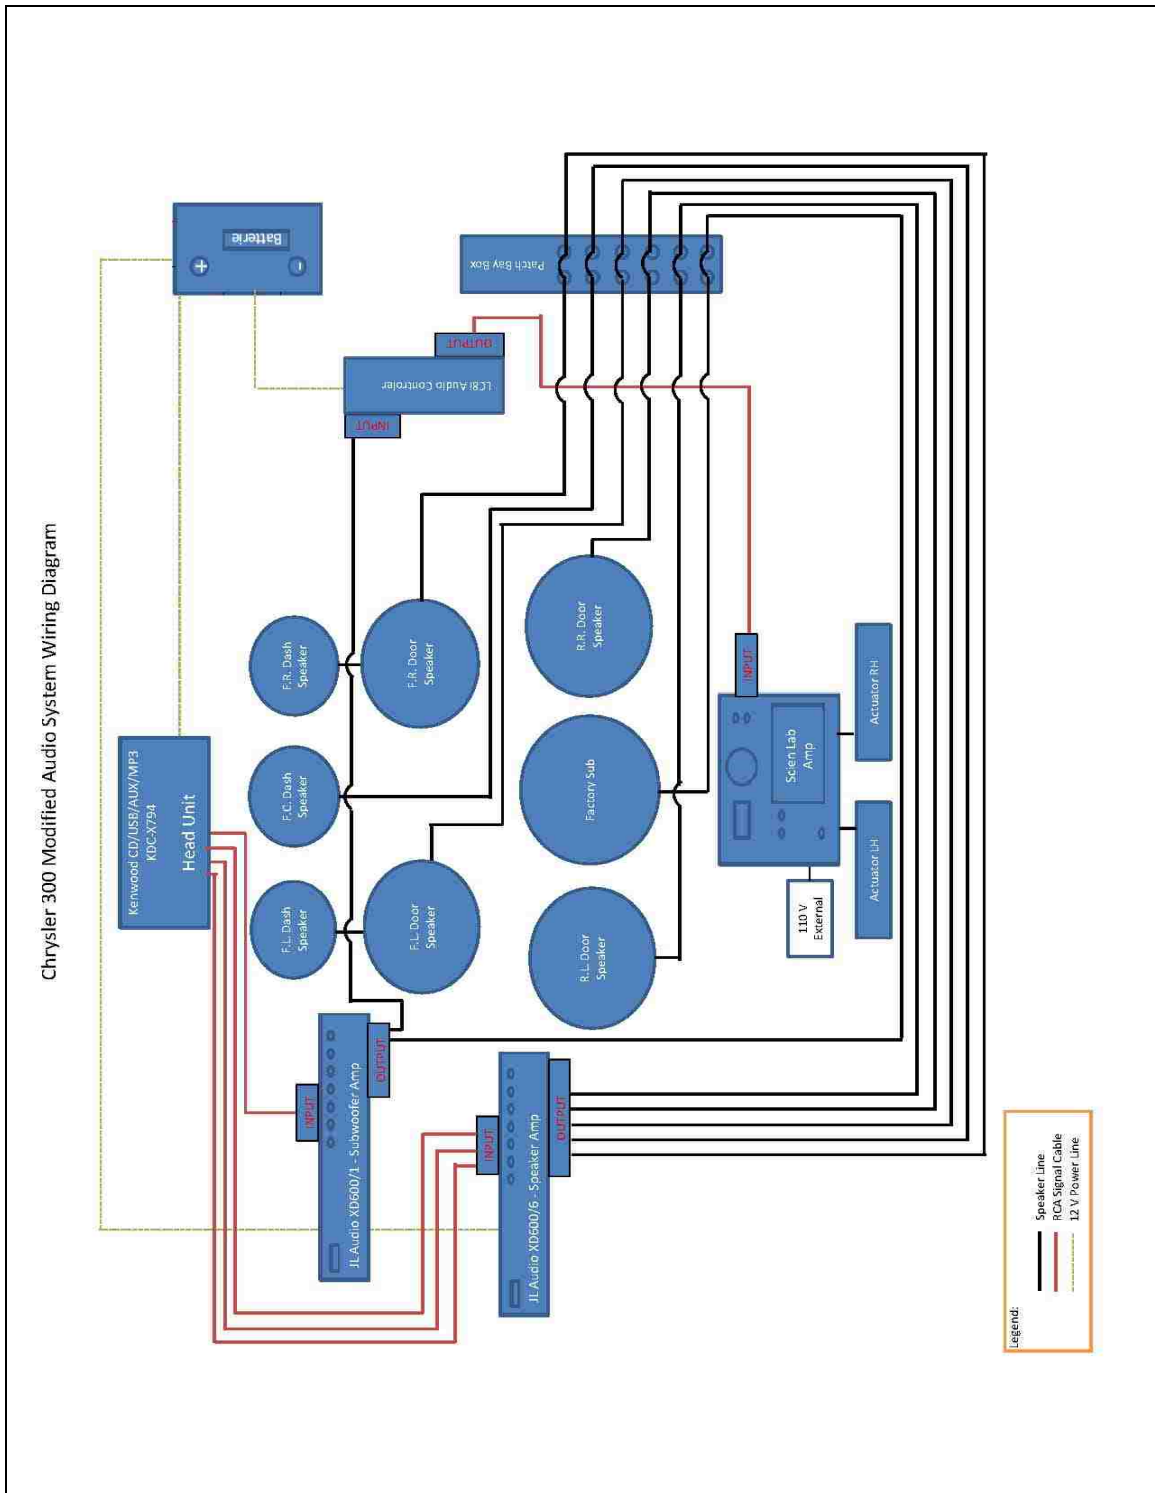 Chrysler 300 Modified Audio System Wiring Diagram
Kenwood CD/USB/AUX/MP3
KDC-X794
Head Unit
Batterie
+
-
F.L. Dash
Speaker
F.C. Dash
Speaker
F.R. Dash
Speaker
INPUT
LC8i Audio Controler
OUTPUT
INPUT
JL Audio XD600/1 - Subwoofer Amp
OUTPUT
F.L. Door
Speaker
F.R. Door
Speaker
Patch Bay Box
INPUT
JL Audio XD600/6 - Speaker Amp
OUTPUT
R.L. Door
Speaker
Factory Sub
R.R. Door
Speaker
INPUT
Scien Lab
Amp
110 V
External
Actuator LH
Actuator RH
Legend:
Speaker Line
RCA Signal Cable
12 V Power Line